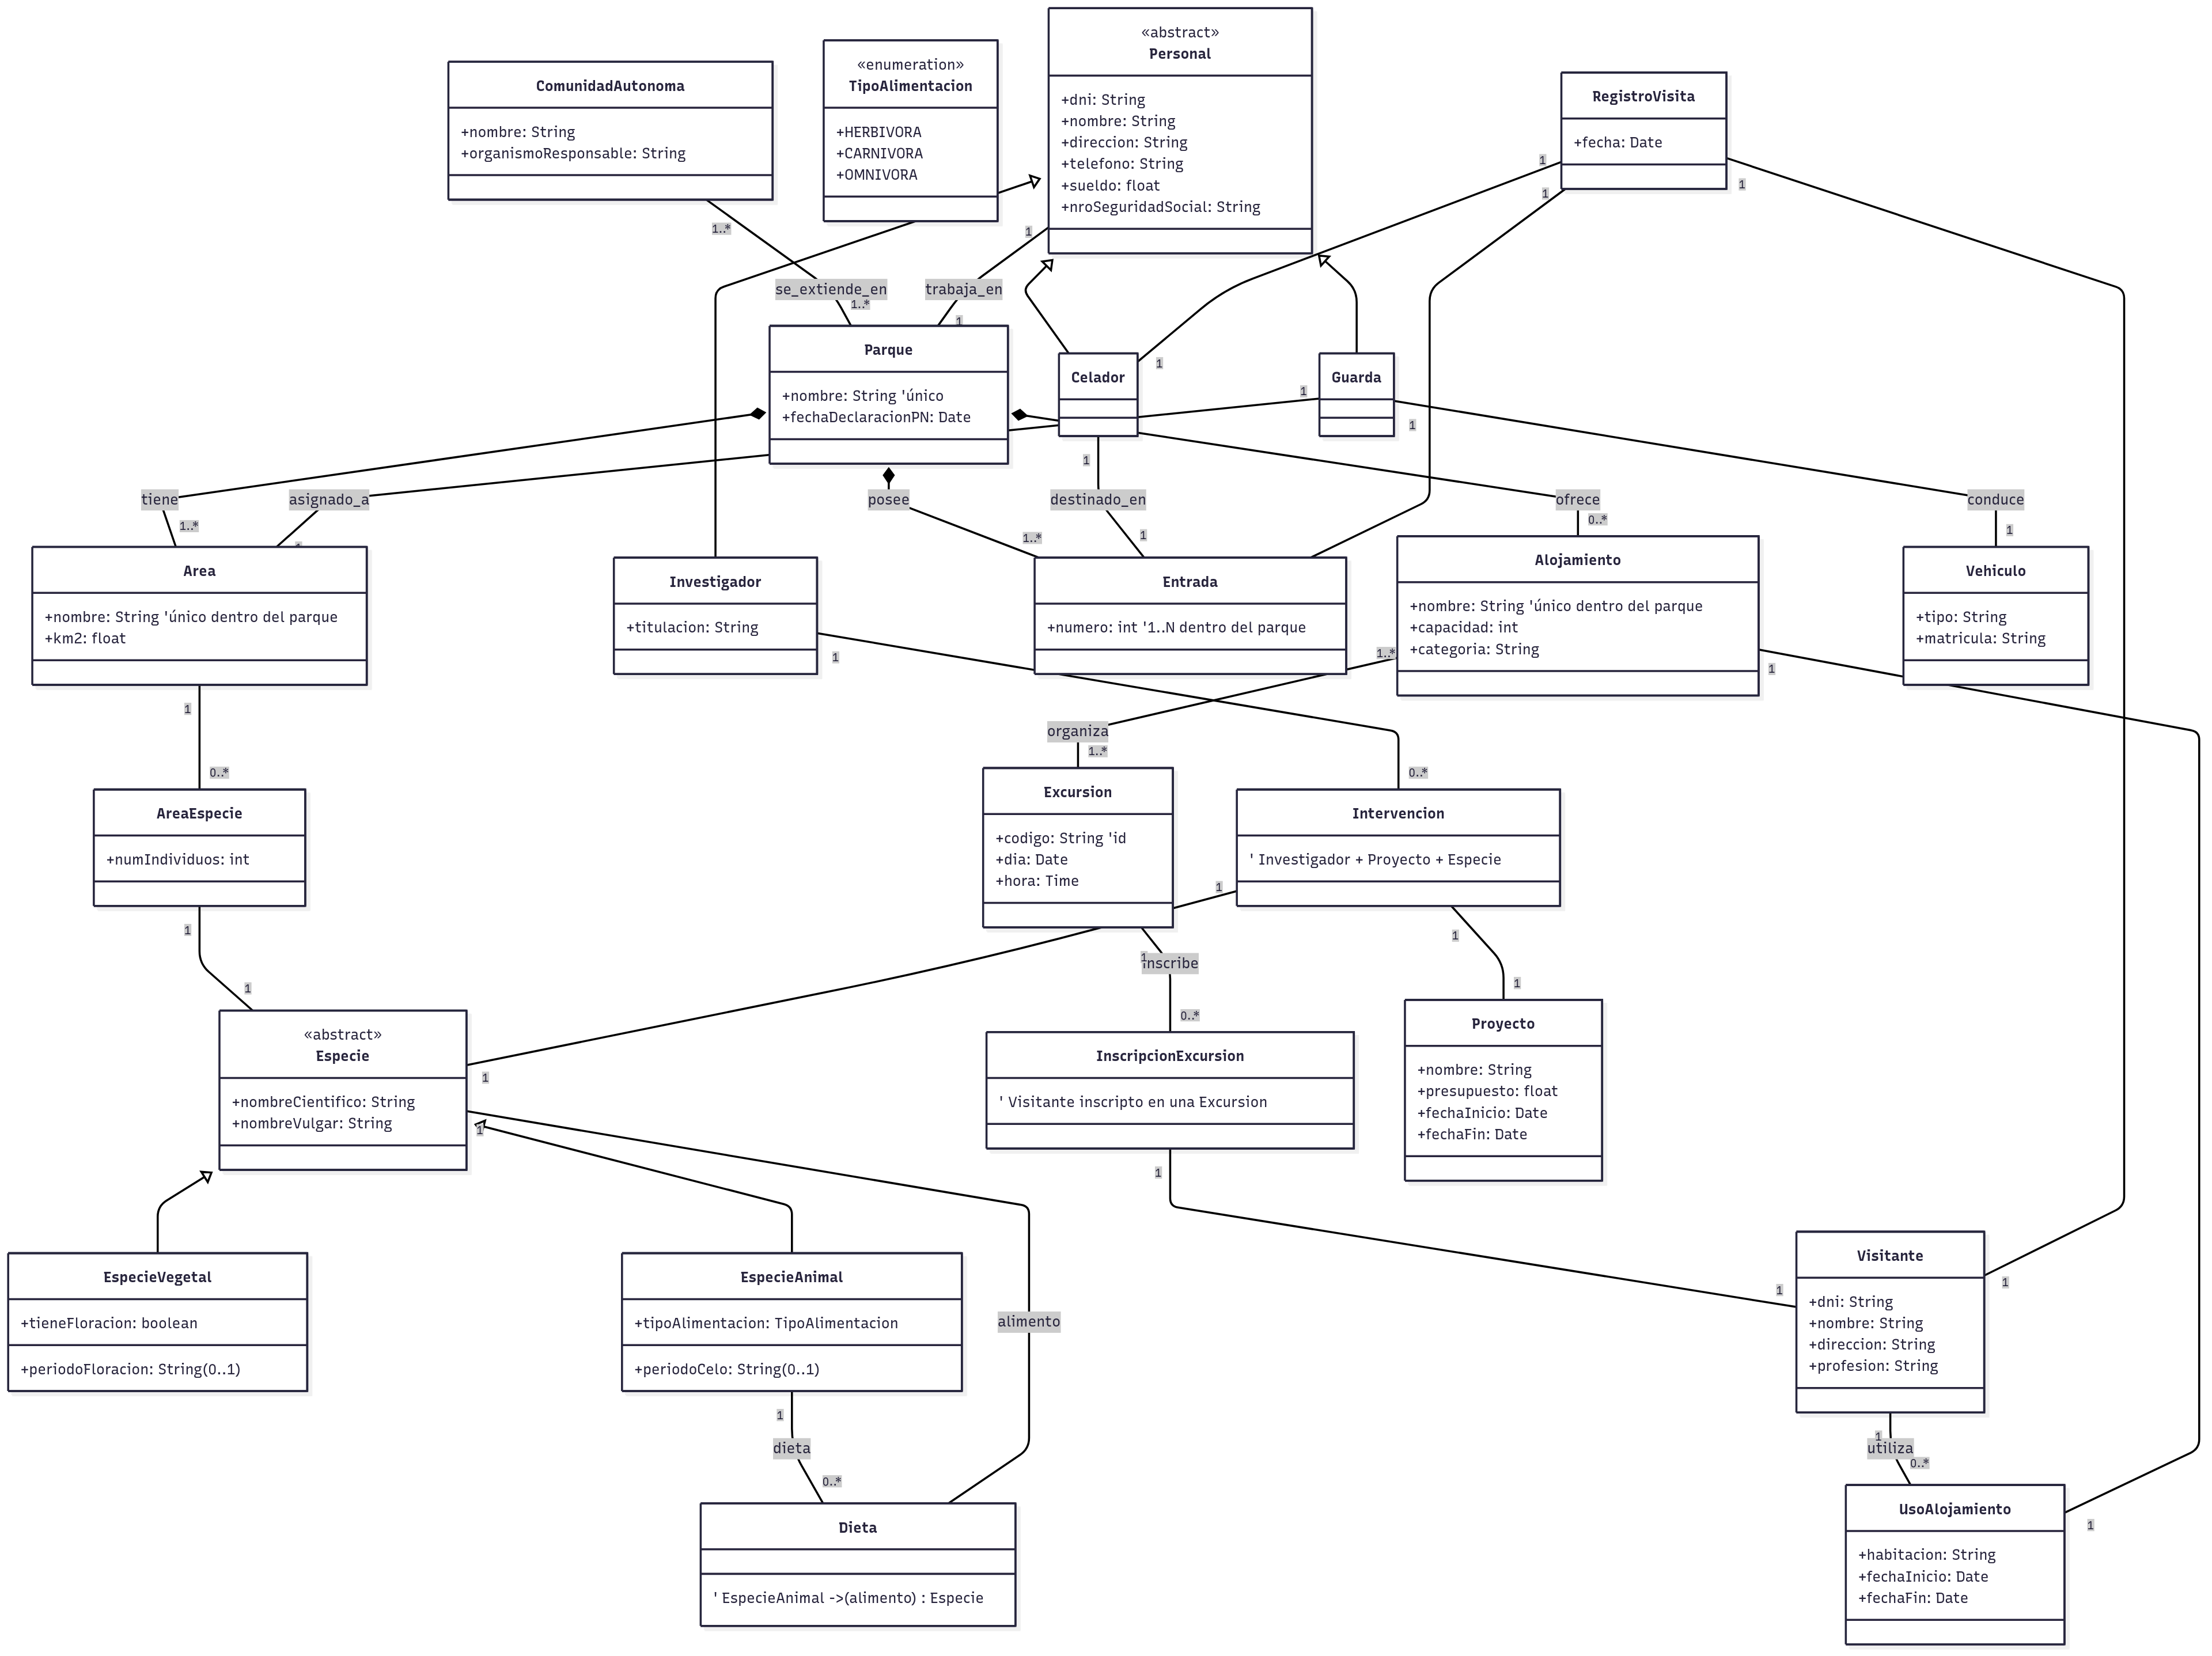 «abstract»
Personal
+dni: String
+nombre: String
+direccion: String
+telefono: String
+sueldo: float
+nroSeguridadSocial: String
«enumeration»
TipoAlimentacion
+HERBIVORA
+CARNIVORA
+OMNIVORA
ComunidadAutonoma
+nombre: String
+organismoResponsable: String
RegistroVisita
+fecha: Date
1
1
1
1..*
1
se_extiende_en
trabaja_en
1..*
1
Parque
+nombre: String 'único
+fechaDeclaracionPN: Date
Celador
1
Guarda
1
1
1
tiene
asignado_a
posee
destinado_en
ofrece
conduce
1..*
1
1..*
1
0..*
1
Area
+nombre: String 'único dentro del parque
+km2: float
Investigador
+titulacion: String
Entrada
+numero: int '1..N dentro del parque
Alojamiento
+nombre: String 'único dentro del parque
+capacidad: int
+categoria: String
Vehiculo
+tipo: String
+matricula: String
1
1..*
1
1
organiza
1..*
0..*
0..*
AreaEspecie
+numIndividuos: int
Excursion
+codigo: String 'id
+dia: Date
+hora: Time
Intervencion
' Investigador + Proyecto + Especie
1
1
1
1
inscribe
1
1
0..*
«abstract»
Especie
+nombreCientifico: String
+nombreVulgar: String
1
1
InscripcionExcursion
' Visitante inscripto en una Excursion
Proyecto
+nombre: String
+presupuesto: float
+fechaInicio: Date
+fechaFin: Date
1
EspecieVegetal
+tieneFloracion: boolean
+periodoFloracion: String(0..1)
EspecieAnimal
+tipoAlimentacion: TipoAlimentacion
+periodoCelo: String(0..1)
alimento
1
1
Visitante
+dni: String
+nombre: String
+direccion: String
+profesion: String
1
dieta
0..*
1
utiliza
0..*
Dieta
' EspecieAnimal ->(alimento) : Especie
UsoAlojamiento
+habitacion: String
+fechaInicio: Date
+fechaFin: Date
1